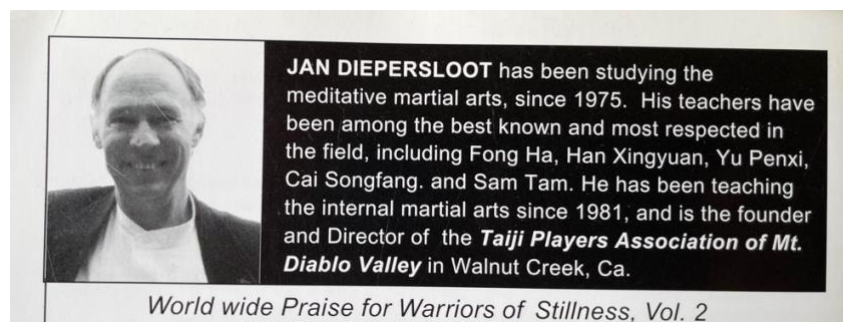 JAN DIEPERSLOOT has been studying the
meditative martial arts, since 1975. His teachers have
been among the best known and most respected in
the field, including Fong Ha, Han Xingyuan, Yu Penxi,
Cai Songfang. and Sam Tam. He has been teaching
the internal martial arts since 1981, and is the founder
and Director of the Taiji Players Association of Mt.
Diablo Valley in Walnut Creek, Ca.
World wide Praise for Warriors of Stillness, Vol. 2